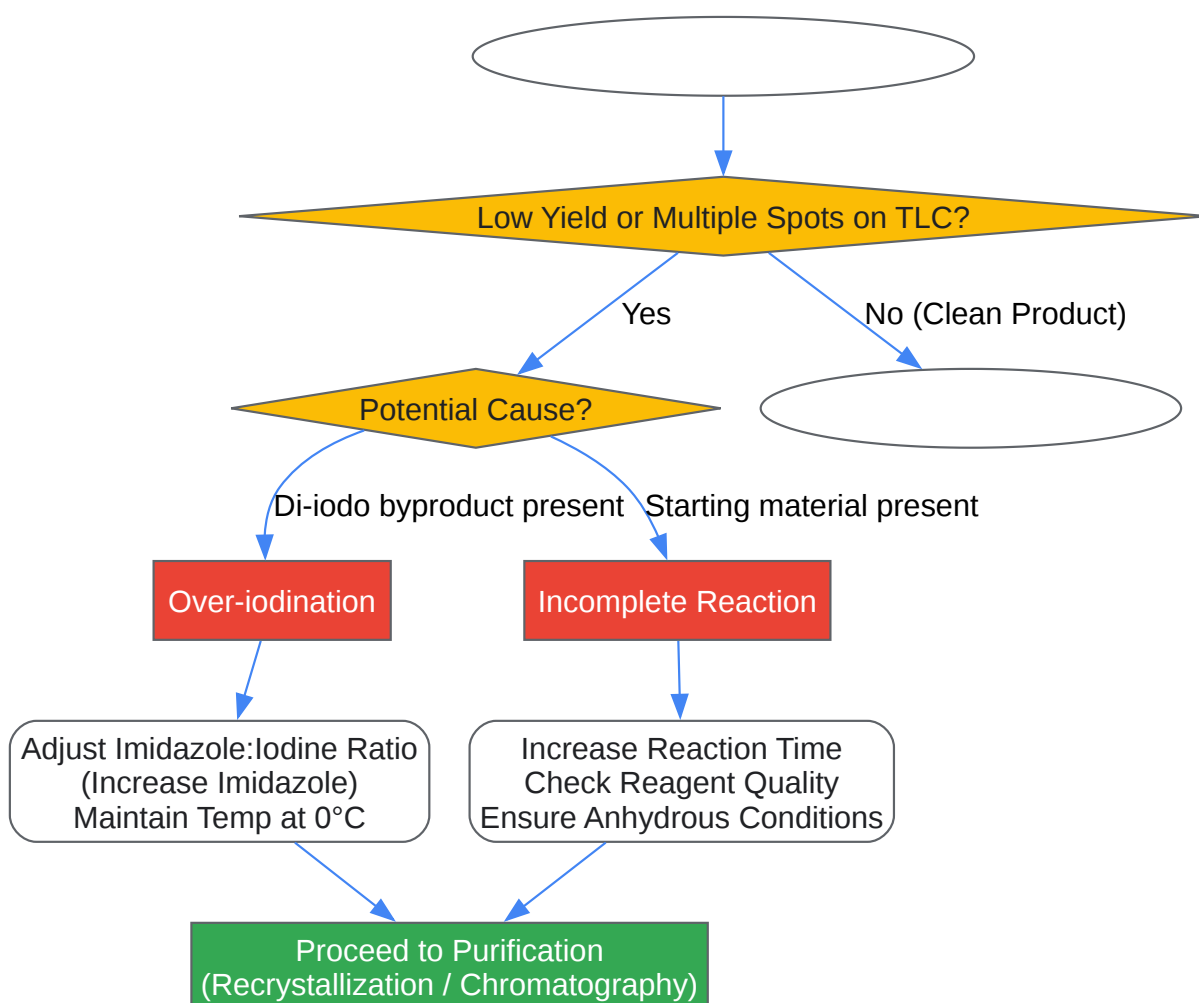 Low Yield or Multiple Spots on TLC?
Yes
No (Clean Product)
Potential Cause?
Di-iodo byproduct present
Starting material present
Over-iodination
Incomplete Reaction
Adjust Imidazole:Iodine Ratio
(Increase Imidazole)
Maintain Temp at 0°C
Increase Reaction Time
Check Reagent Quality
Ensure Anhydrous Conditions
Proceed to Purification
(Recrystallization / Chromatography)